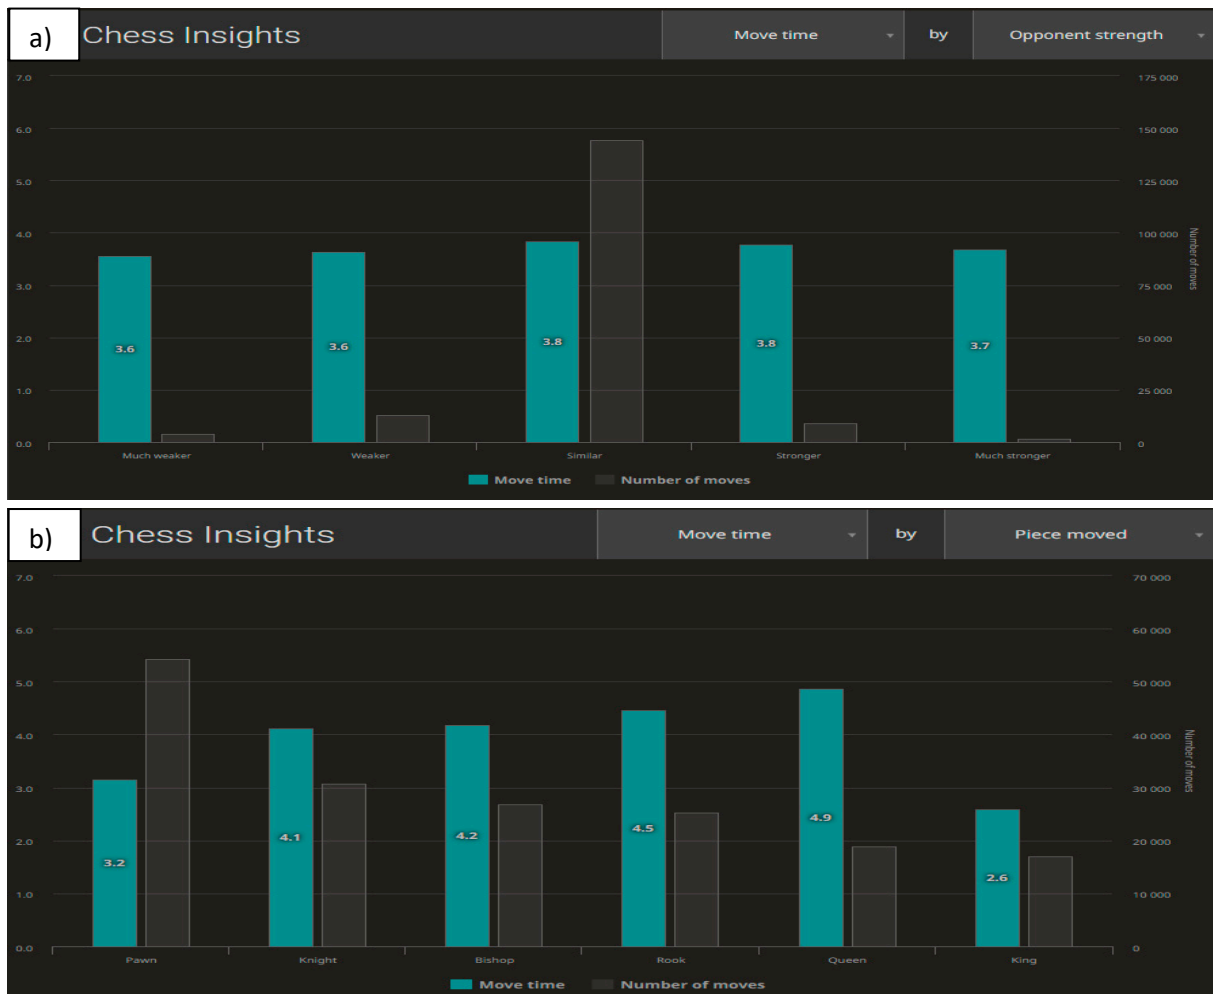 a) Chess Insights Move time by Opponent strength
7.0 175 000
6.0 150 000
5.0 125 000
4.0 100 000
3.0 75 000
2.0 50 000
1.0 25 000
0.0 0
Number of moves
3.6 3.6 3.8 3.8 3.7
Much weaker Weaker Similar Stronger Much stronger
Move time Number of moves
b) Chess Insights Move time by Piece moved
7.0 70 000
6.0 60 000
5.0 50 000
4.0 40 000
3.0 30 000
2.0 20 000
1.0 10 000
0.0 0
Number of moves
3.2 4.1 4.2 4.5 4.9 2.6
Pawn Knight Bishop Rook Queen King
Move time Number of moves